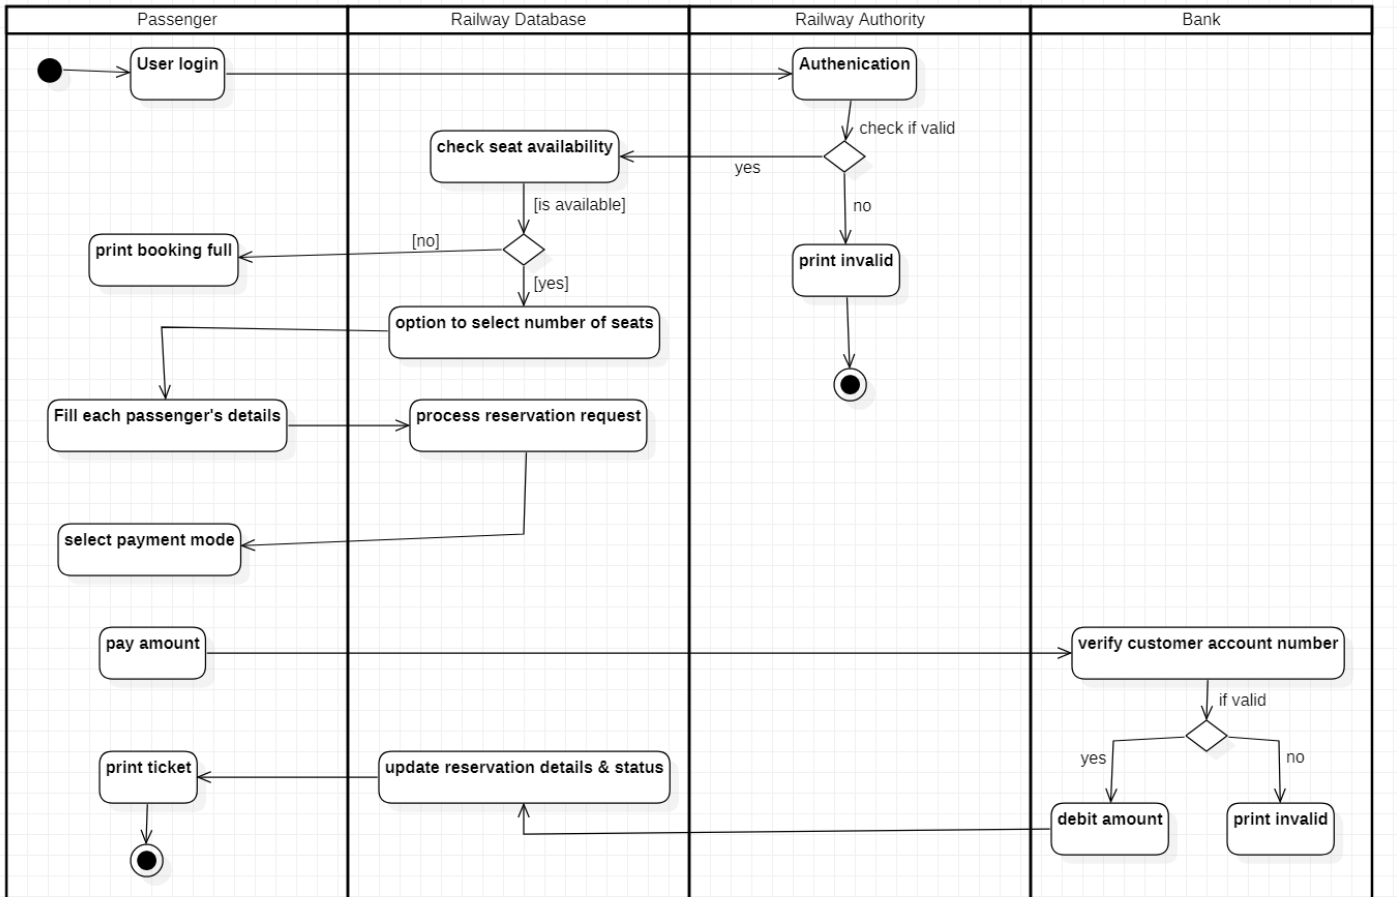 Passenger
Railway Database
Railway Authority
Bank
User login
Authenication
check if valid
check seat availability
yes
[is available]
no
print booking full
[no]
print invalid
[yes]
option to select number of seats
Fill each passenger's details
process reservation request
select payment mode
pay amount
verify customer account number
if valid
yes
no
print ticket
update reservation details & status
debit amount
print invalid